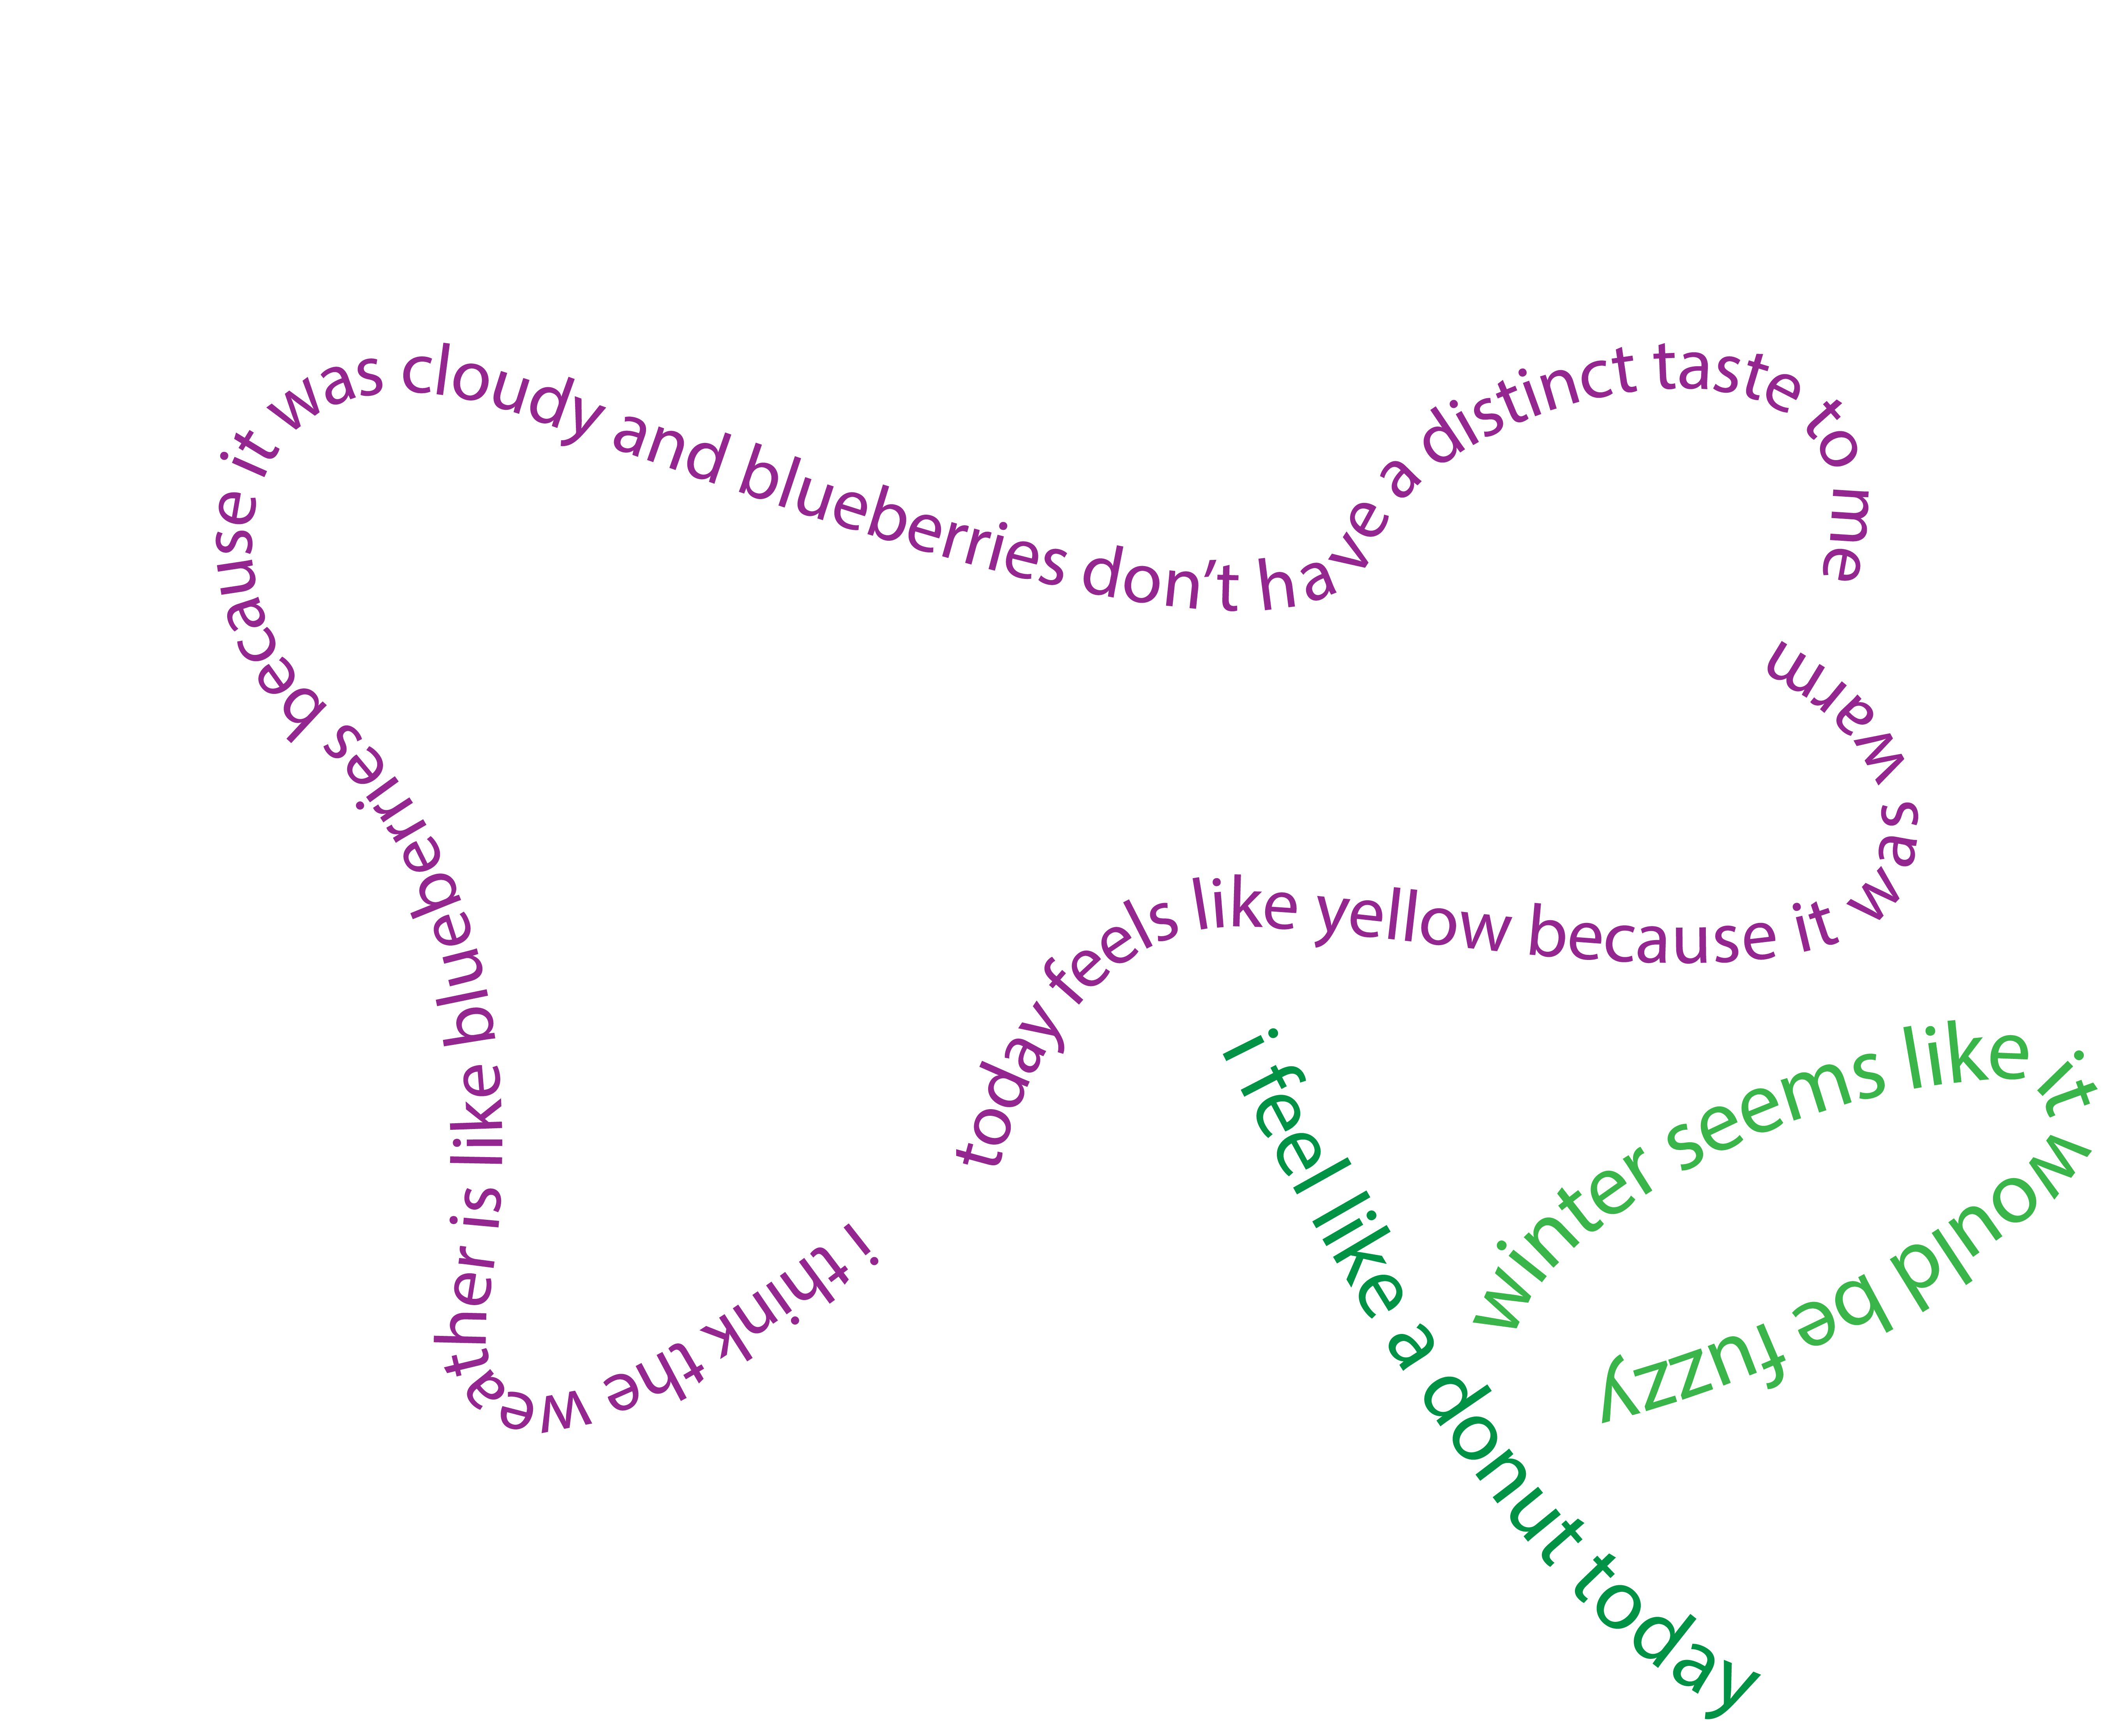 i think the weather is like blueberries because it was cloudy and blueberries don't have a distinct taste to me
today feels like yellow because it was warm
i feel like a donut today
winter seems like it would be fuzzy